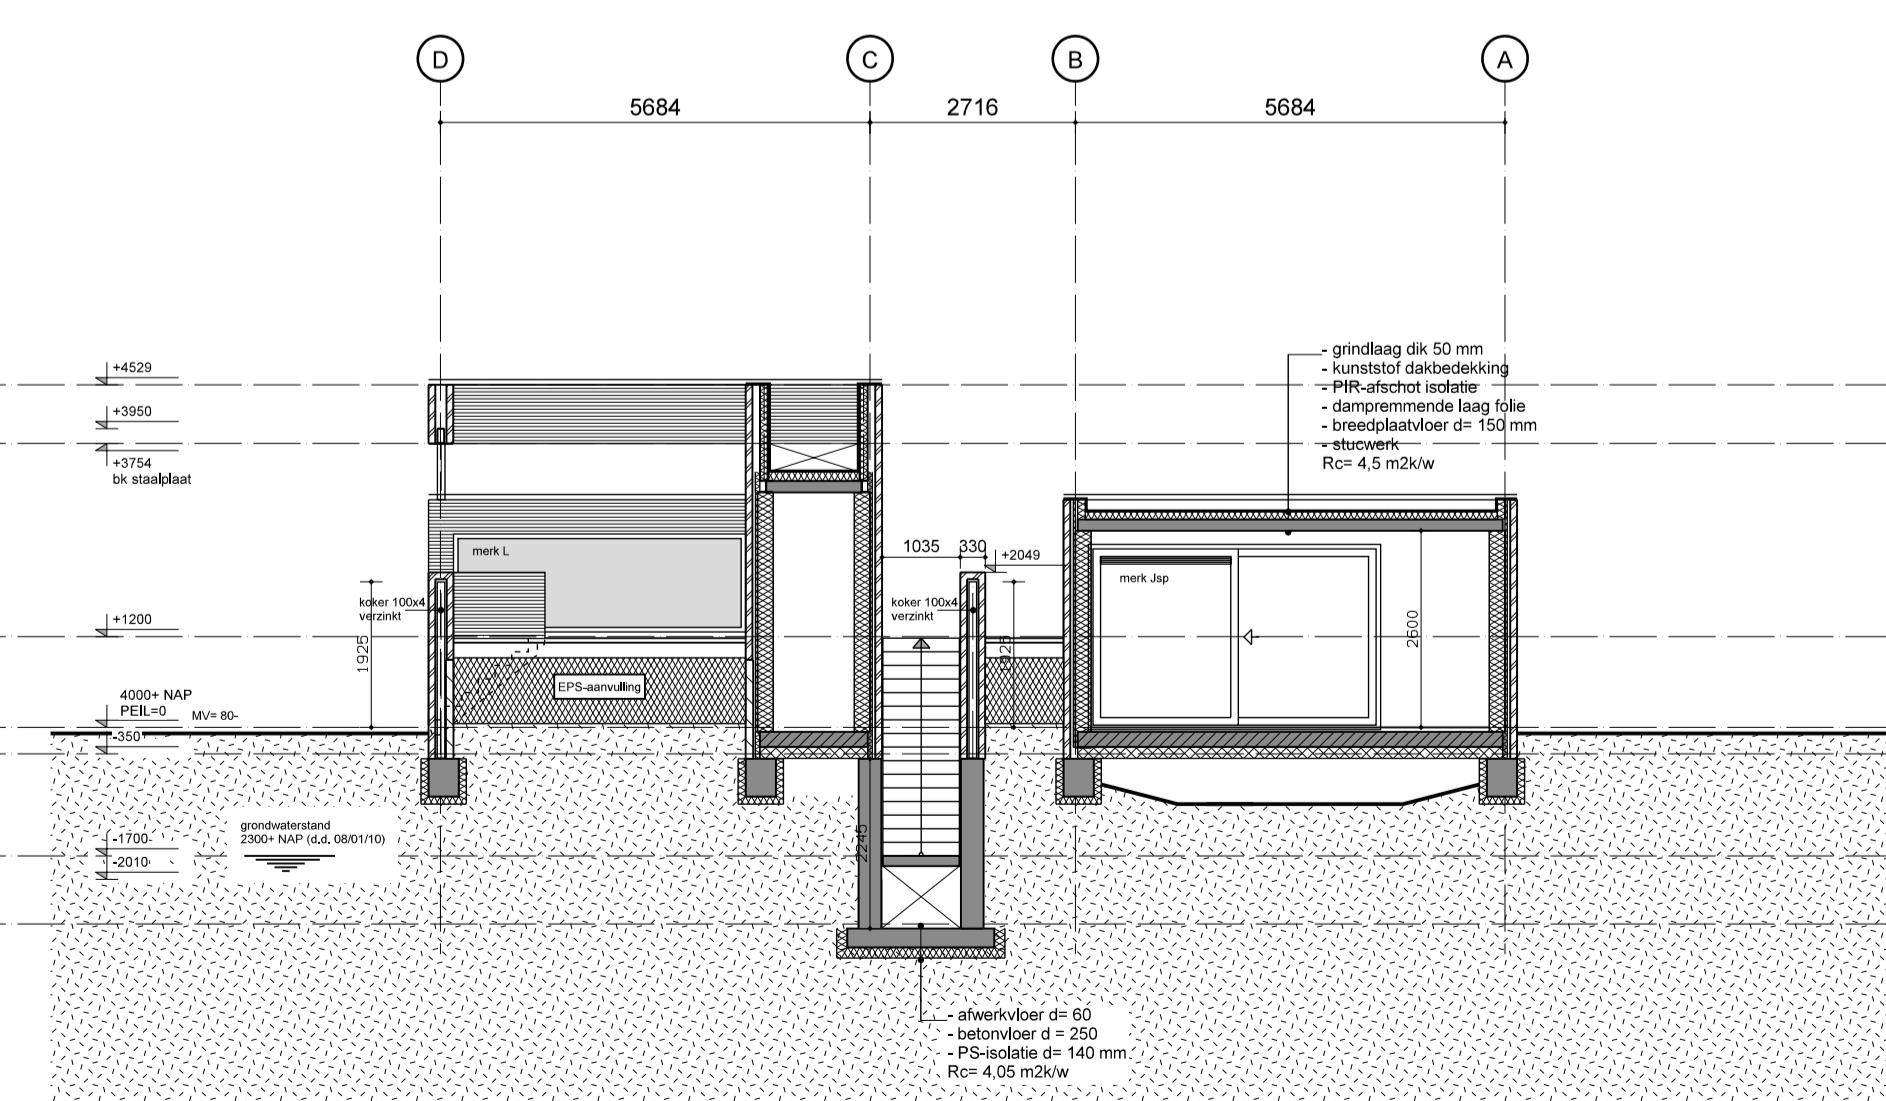 D
C
B
A
5684
2716
5684
- grindlaag dik 50 mm
- kunststof dakbedekking
- PIR-afschot isolatie
- dampremmende laag folie
- breedplaatvloer d= 150 mm
- stucwerk
Rc= 4,5 m2k/w
+4529
+3950
+3754
bk staalplaat
merk L
1035
330
+2049
merk Jsp
koker 100x4
verzinkt
koker 100x4
verzinkt
+1200
1925
1925
2600
EPS-aanvulling
4000+ NAP
PEIL=0
MV= 80-
-350
grondwaterstand
2300+ NAP (d.d. 08/01/10)
-1700-
-2010
2245
- afwerkvloer d= 60
- betonvloer d = 250
- PS-isolatie d= 140 mm
Rc= 4,05 m2k/w